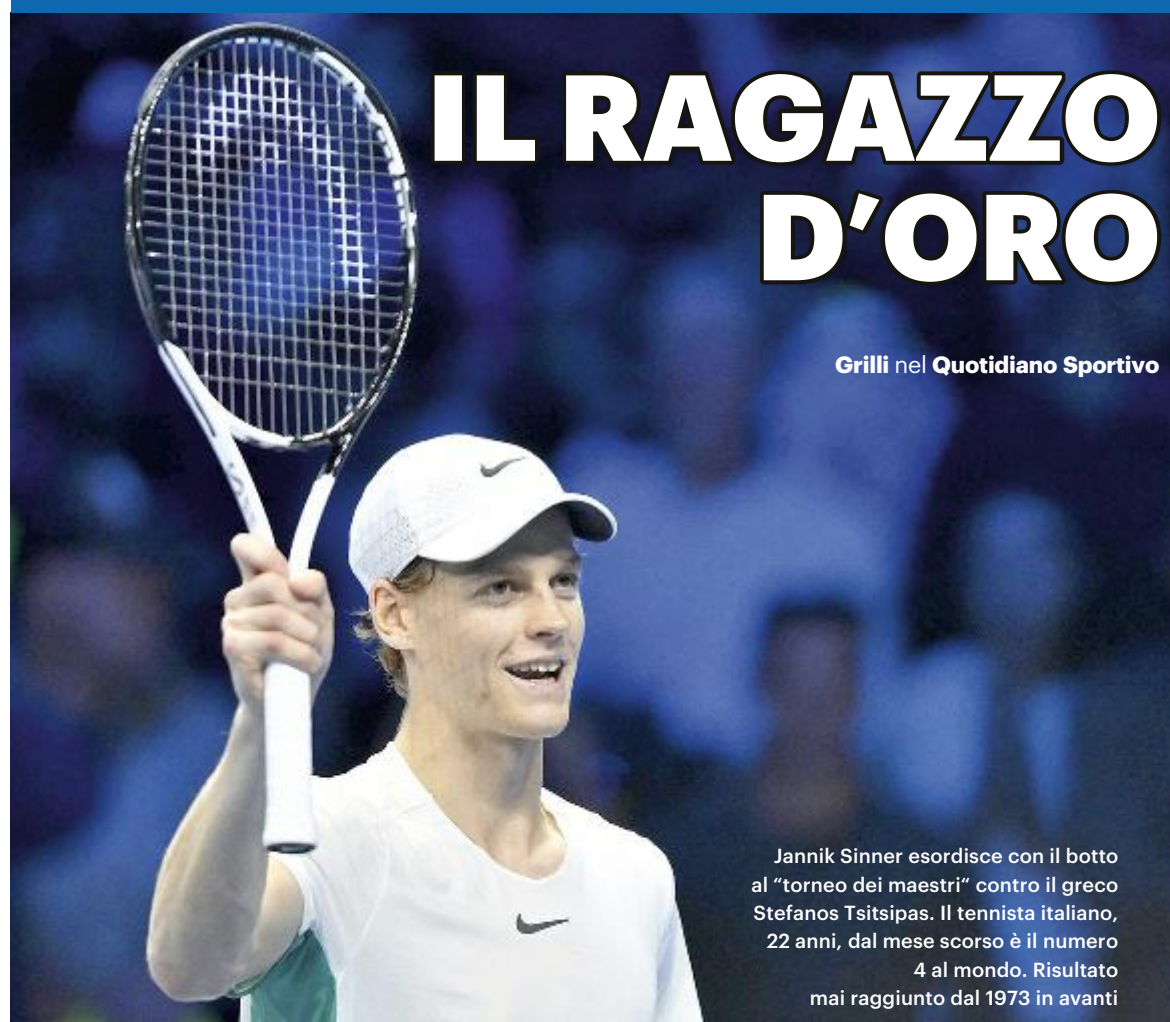 IL RAGAZZO
D’ORO
Grilli nel Quotidiano Sportivo
Jannik Sinner esordisce con il botto
al “torneo dei maestri“ contro il greco
Stefanos Tsitsipas. Il tennista italiano,
22 anni, dal mese scorso è il numero
4 al mondo. Risultato
mai raggiunto dal 1973 in avanti